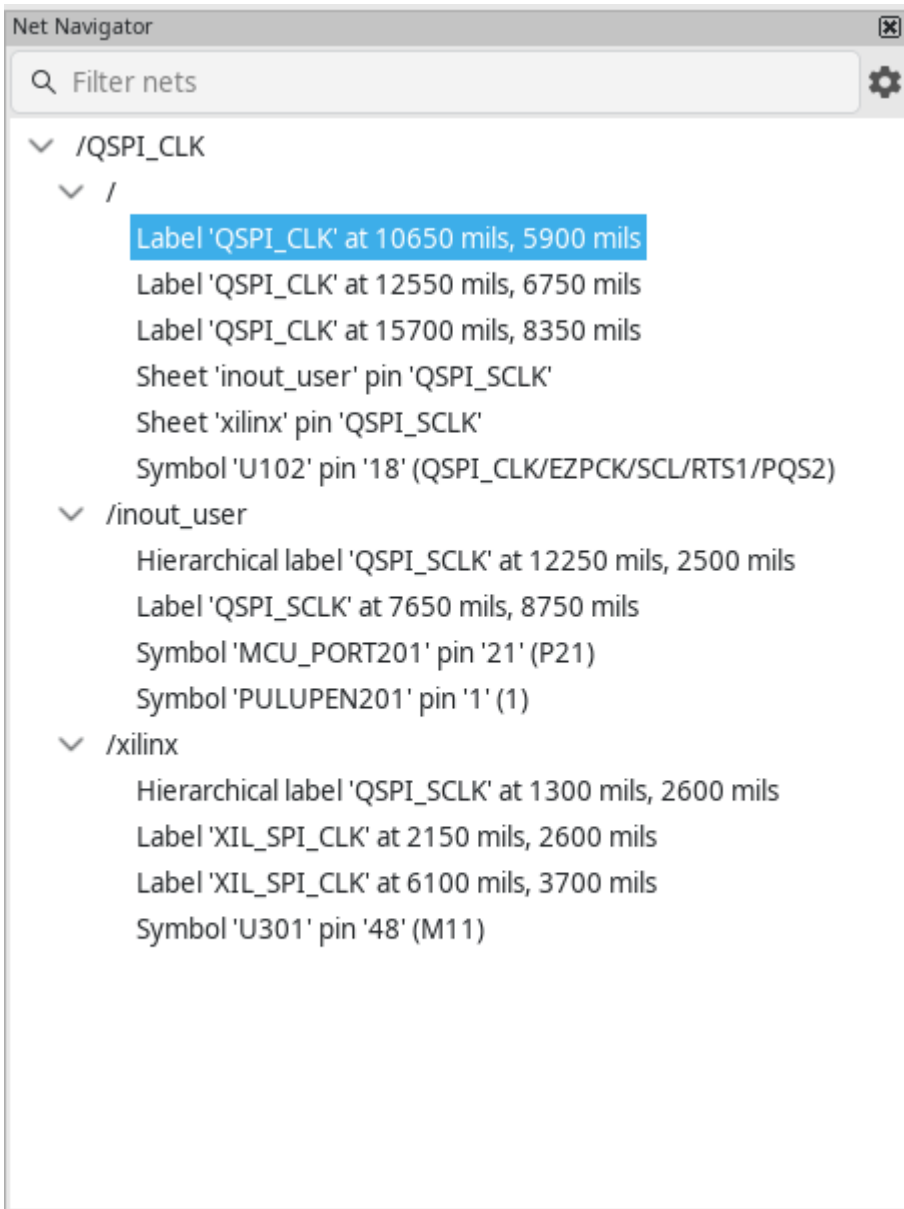 Net Navigator
Filter nets
/QSPI_CLK
/
Label 'QSPI_CLK' at 10650 mils, 5900 mils
Label 'QSPI_CLK' at 12550 mils, 6750 mils
Label 'QSPI_CLK' at 15700 mils, 8350 mils
Sheet 'inout_user' pin 'QSPI_SCLK'
Sheet 'xilinx' pin 'QSPI_SCLK'
Symbol 'U102' pin '18' (QSPI_CLK/EZPCK/SCL/RTS1/PQS2)
/inout_user
Hierarchical label 'QSPI_SCLK' at 12250 mils, 2500 mils
Label 'QSPI_SCLK' at 7650 mils, 8750 mils
Symbol 'MCU_PORT201' pin '21' (P21)
Symbol 'PULUPEN201' pin '1' (1)
/xilinx
Hierarchical label 'QSPI_SCLK' at 1300 mils, 2600 mils
Label 'XIL_SPI_CLK' at 2150 mils, 2600 mils
Label 'XIL_SPI_CLK' at 6100 mils, 3700 mils
Symbol 'U301' pin '48' (M11)